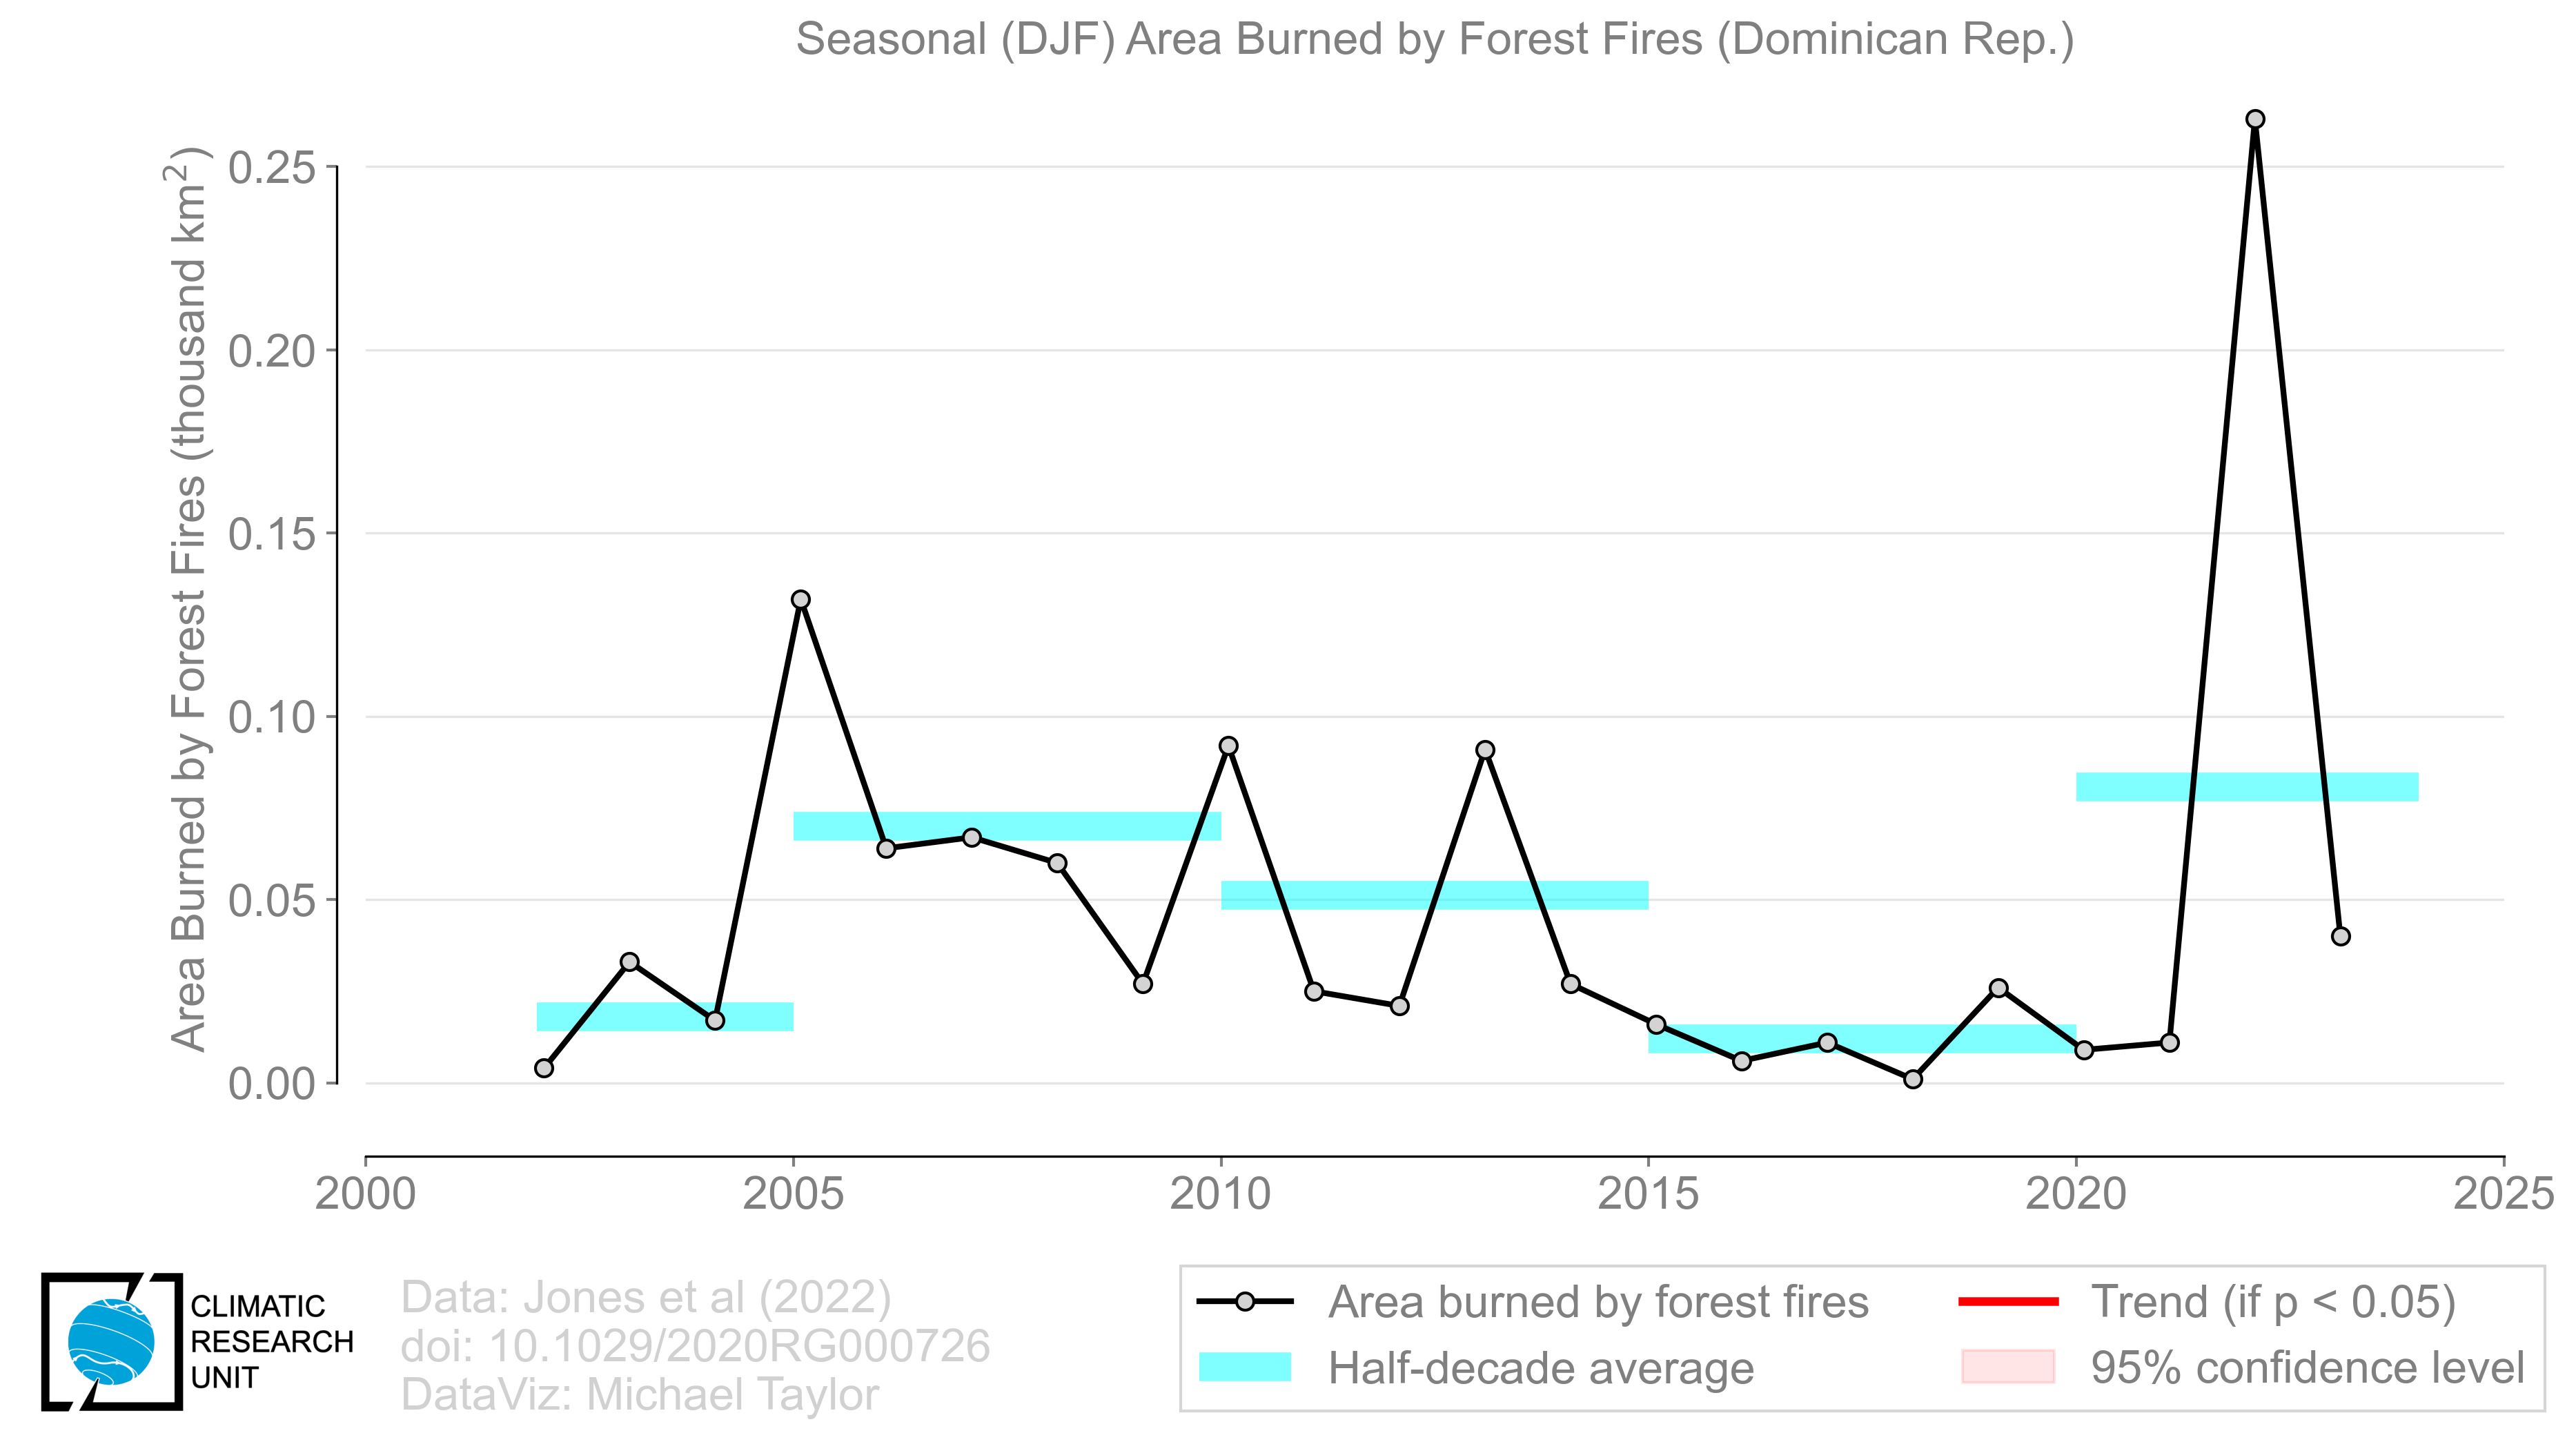 Seasonal (DJF) Area Burned by Forest Fires (Dominican Rep.)
Area Burned by Forest Fires (thousand km²)
0.25
0.20
0.15
0.10
0.05
0.00
2000 2005 2010 2015 2020 2025
CLIMATIC
RESEARCH
UNIT
Data: Jones et al (2022)
doi: 10.1029/2020RG000726
DataViz: Michael Taylor
Area burned by forest fires
Half-decade average
Trend (if p < 0.05)
95% confidence level